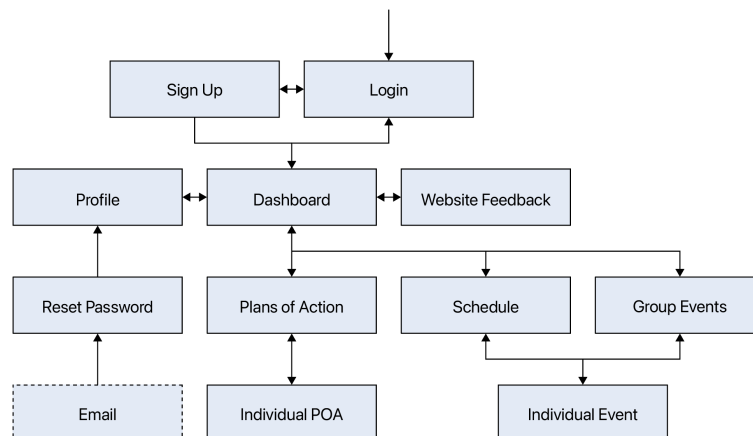 Sign Up
Login
Profile
Dashboard
Website Feedback
Reset Password
Plans of Action
Schedule
Group Events
Email
Individual POA
Individual Event